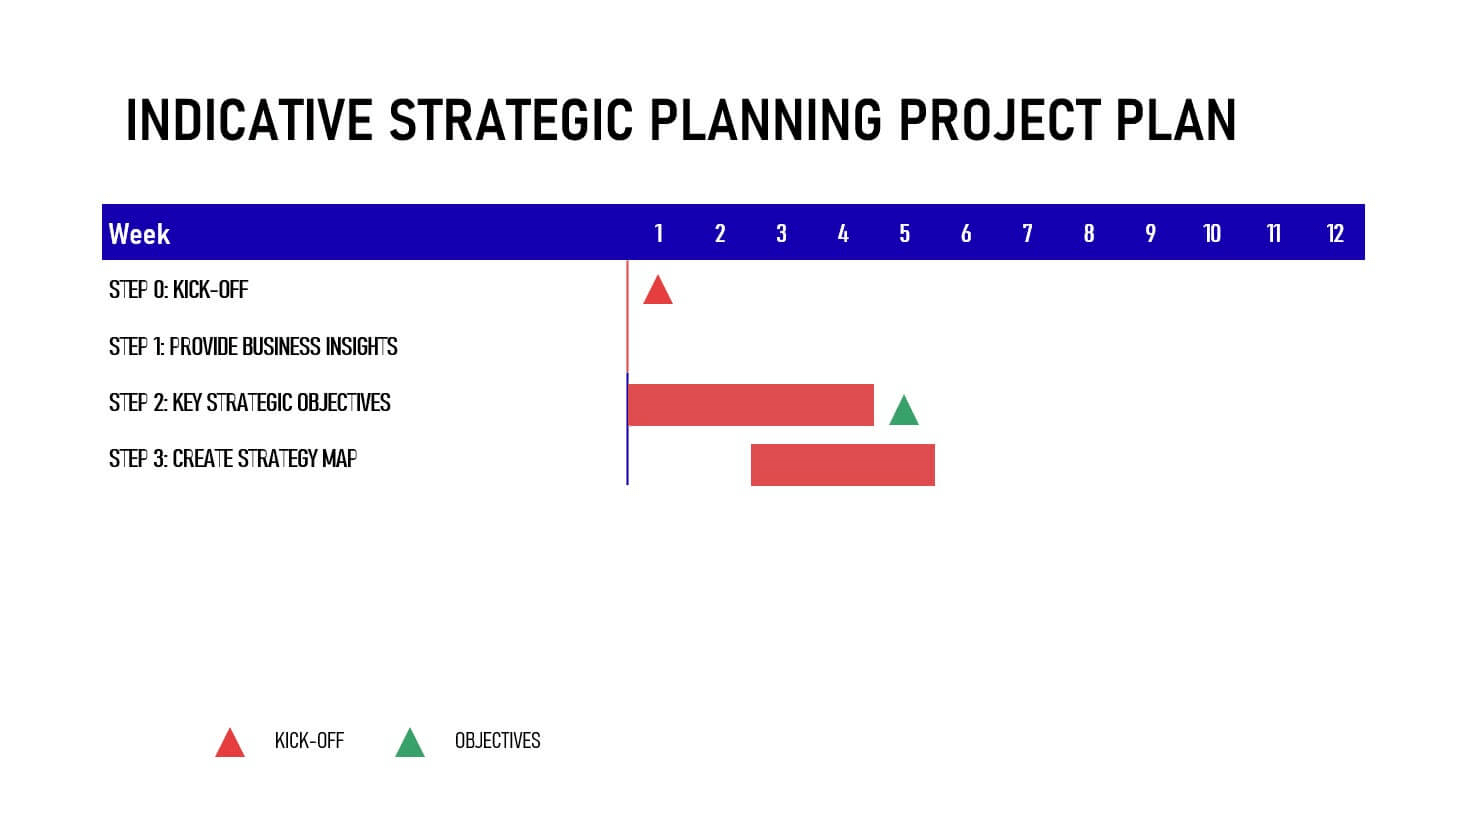 INDICATIVE STRATEGIC PLANNING PROJECT PLAN
Week 1 2 3 4 5 6 7 8 9 10 11 12
STEP 0: KICK-OFF
STEP 1: PROVIDE BUSINESS INSIGHTS
STEP 2: KEY STRATEGIC OBJECTIVES
STEP 3: CREATE STRATEGY MAP
KICK-OFF OBJECTIVES